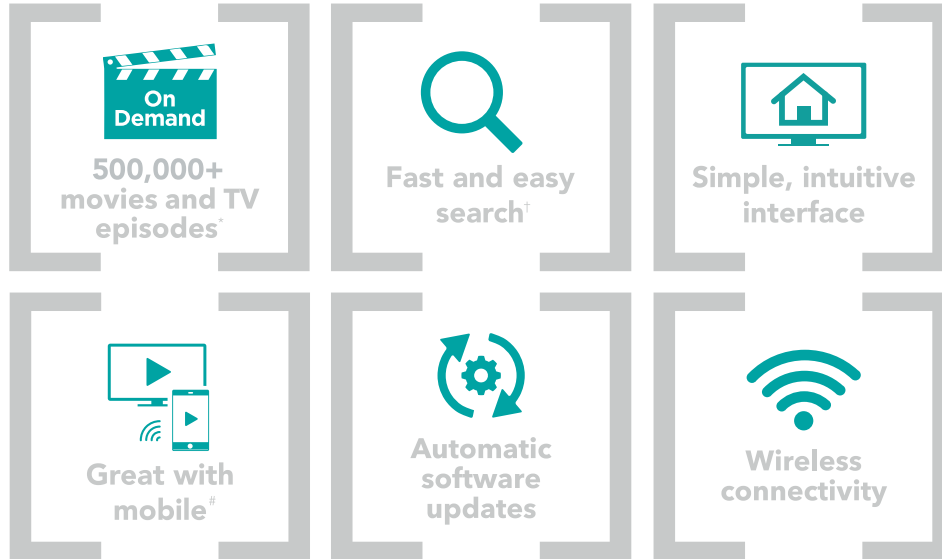 On
Demand
500,000+
movies and TV
episodes*
Fast and easy
search†
Simple, intuitive
interface
Great with
mobile#
Automatic
software
updates
Wireless
connectivity